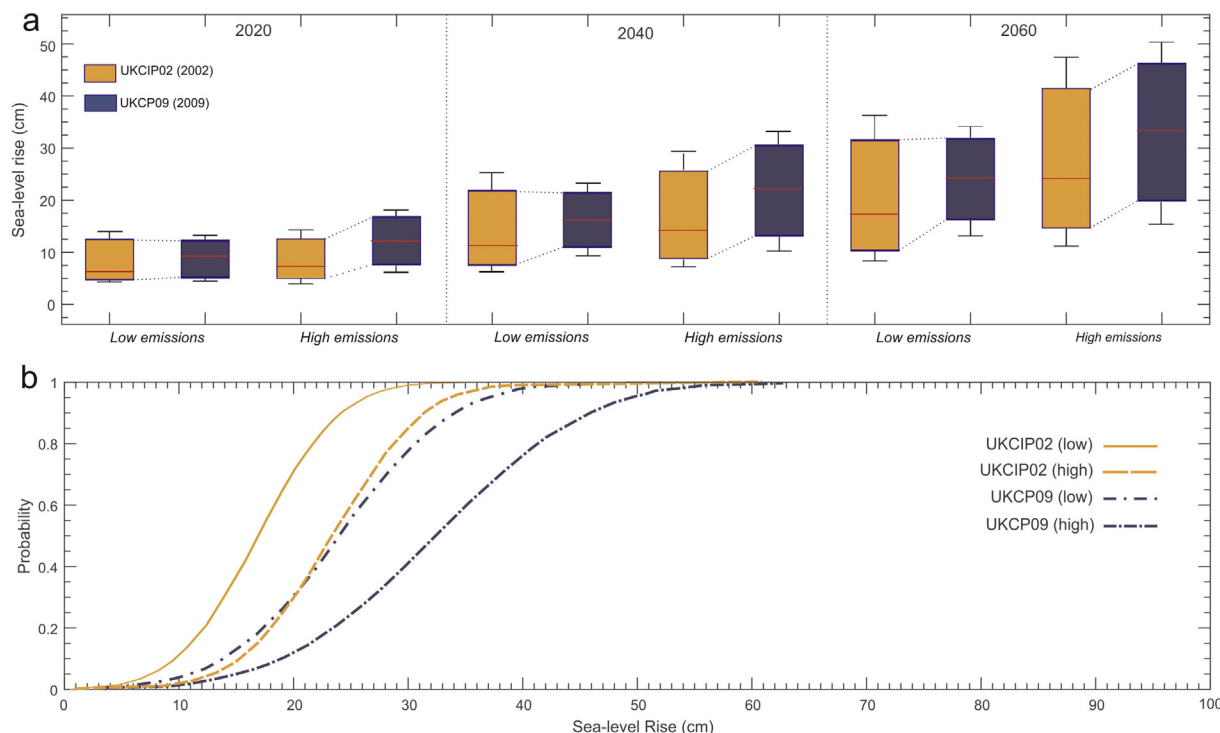 a
2020
2040
2060
50
40
30
20
10
0
Sea-level rise (cm)
UKCIP02 (2002)
UKCP09 (2009)
Low emissions
High emissions
Low emissions
High emissions
Low emissions
High emissions
b
1
0.8
0.6
0.4
0.2
0
Probability
UKCIP02 (low)
UKCIP02 (high)
UKCP09 (low)
UKCP09 (high)
0 10 20 30 40 50 60 70 80 90 100
Sea-level Rise (cm)